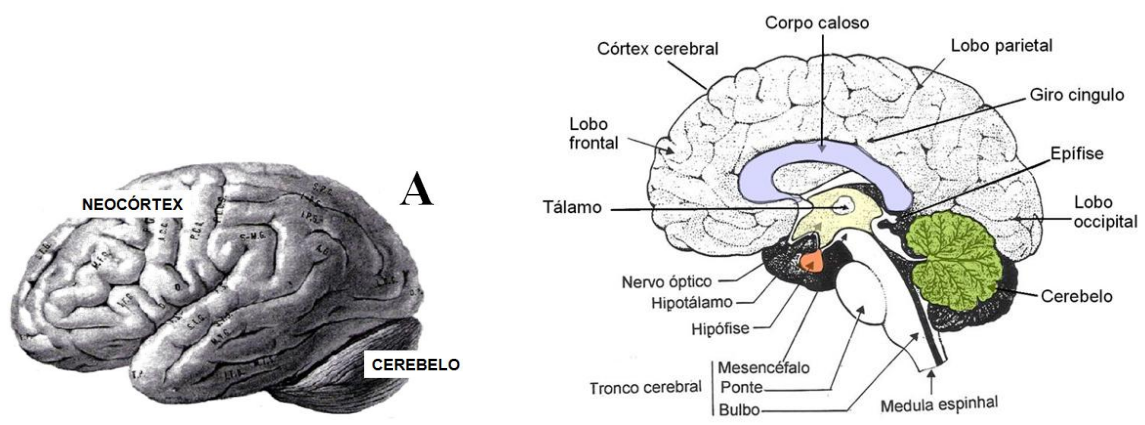 NEOCÓRTEX
A
CEREBELO
Corpo caloso
Córtex cerebral
Lobo parietal
Giro cíngulo
Lobo
frontal
Epífise
Tálamo
Lobo
occipital
Nervo óptico
Hipotálamo
Cerebelo
Hipófise
Tronco cerebral
Mesencéfalo
Ponte
Bulbo
Medula espinhal